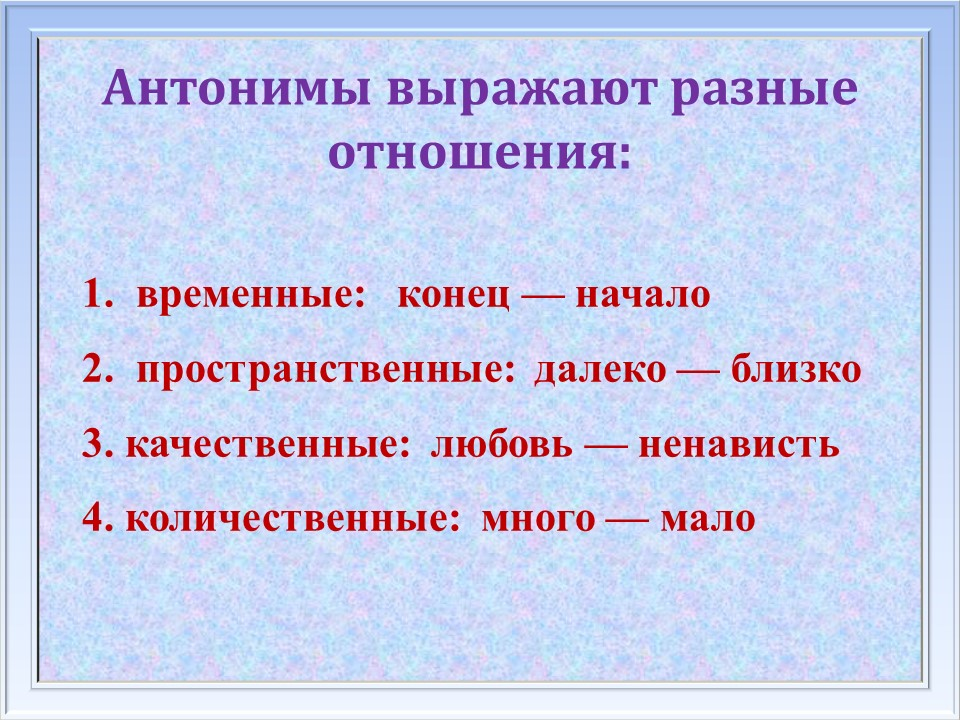 Антонимы выражают разные
отношения:
1. временные: конец — начало
2. пространственные: далеко — близко
3. качественные: любовь — ненависть
4. количественные: много — мало